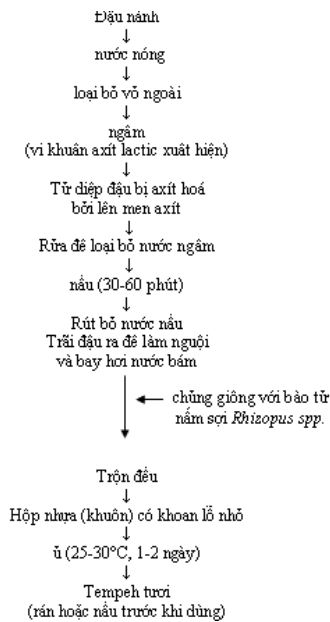 Đậu nành
nước nóng
loại bỏ vỏ ngoài
ngâm
(vi khuẩn axít lactic xuất hiện)
Tử diệp đậu bị axít hoá
bởi lên men axít
Rửa để loại bỏ nước ngâm
nấu (30-60 phút)
Rút bỏ nước nấu
Trãi đậu ra để làm nguội
và bay hơi nước bám
chủng giống với bào tử
nấm sợi Rhizopus spp.
Trộn đều
Hộp nhựa (khuôn) có khoan lỗ nhỏ
ủ (25-30°C, 1-2 ngày)
Tempeh tươi
(rán hoặc nấu trước khi dùng)